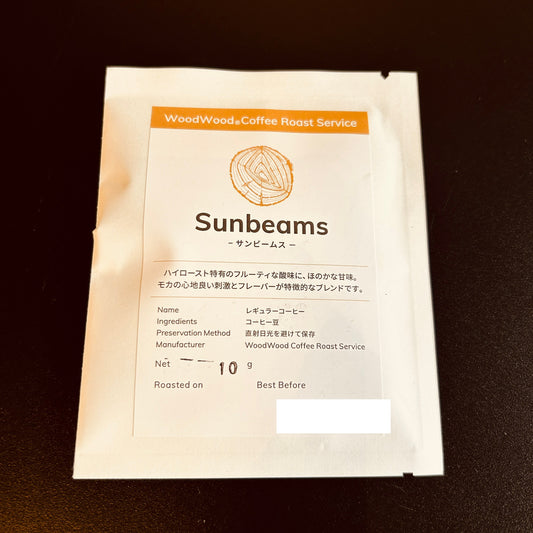 WoodWood®Coffee Roast Service
Sunbeams
– サンビームス –
ハイロースト特有のフルーティな酸味に、ほのかな甘味。
モカの心地良い刺激とフレーバーが特徴的なブレンドです。
Name レギュラーコーヒー
Ingredients コーヒー豆
Preservation Method 直射日光を避けて保存
Manufacturer WoodWood Coffee Roast Service
Net 10 g
Roasted on Best Before